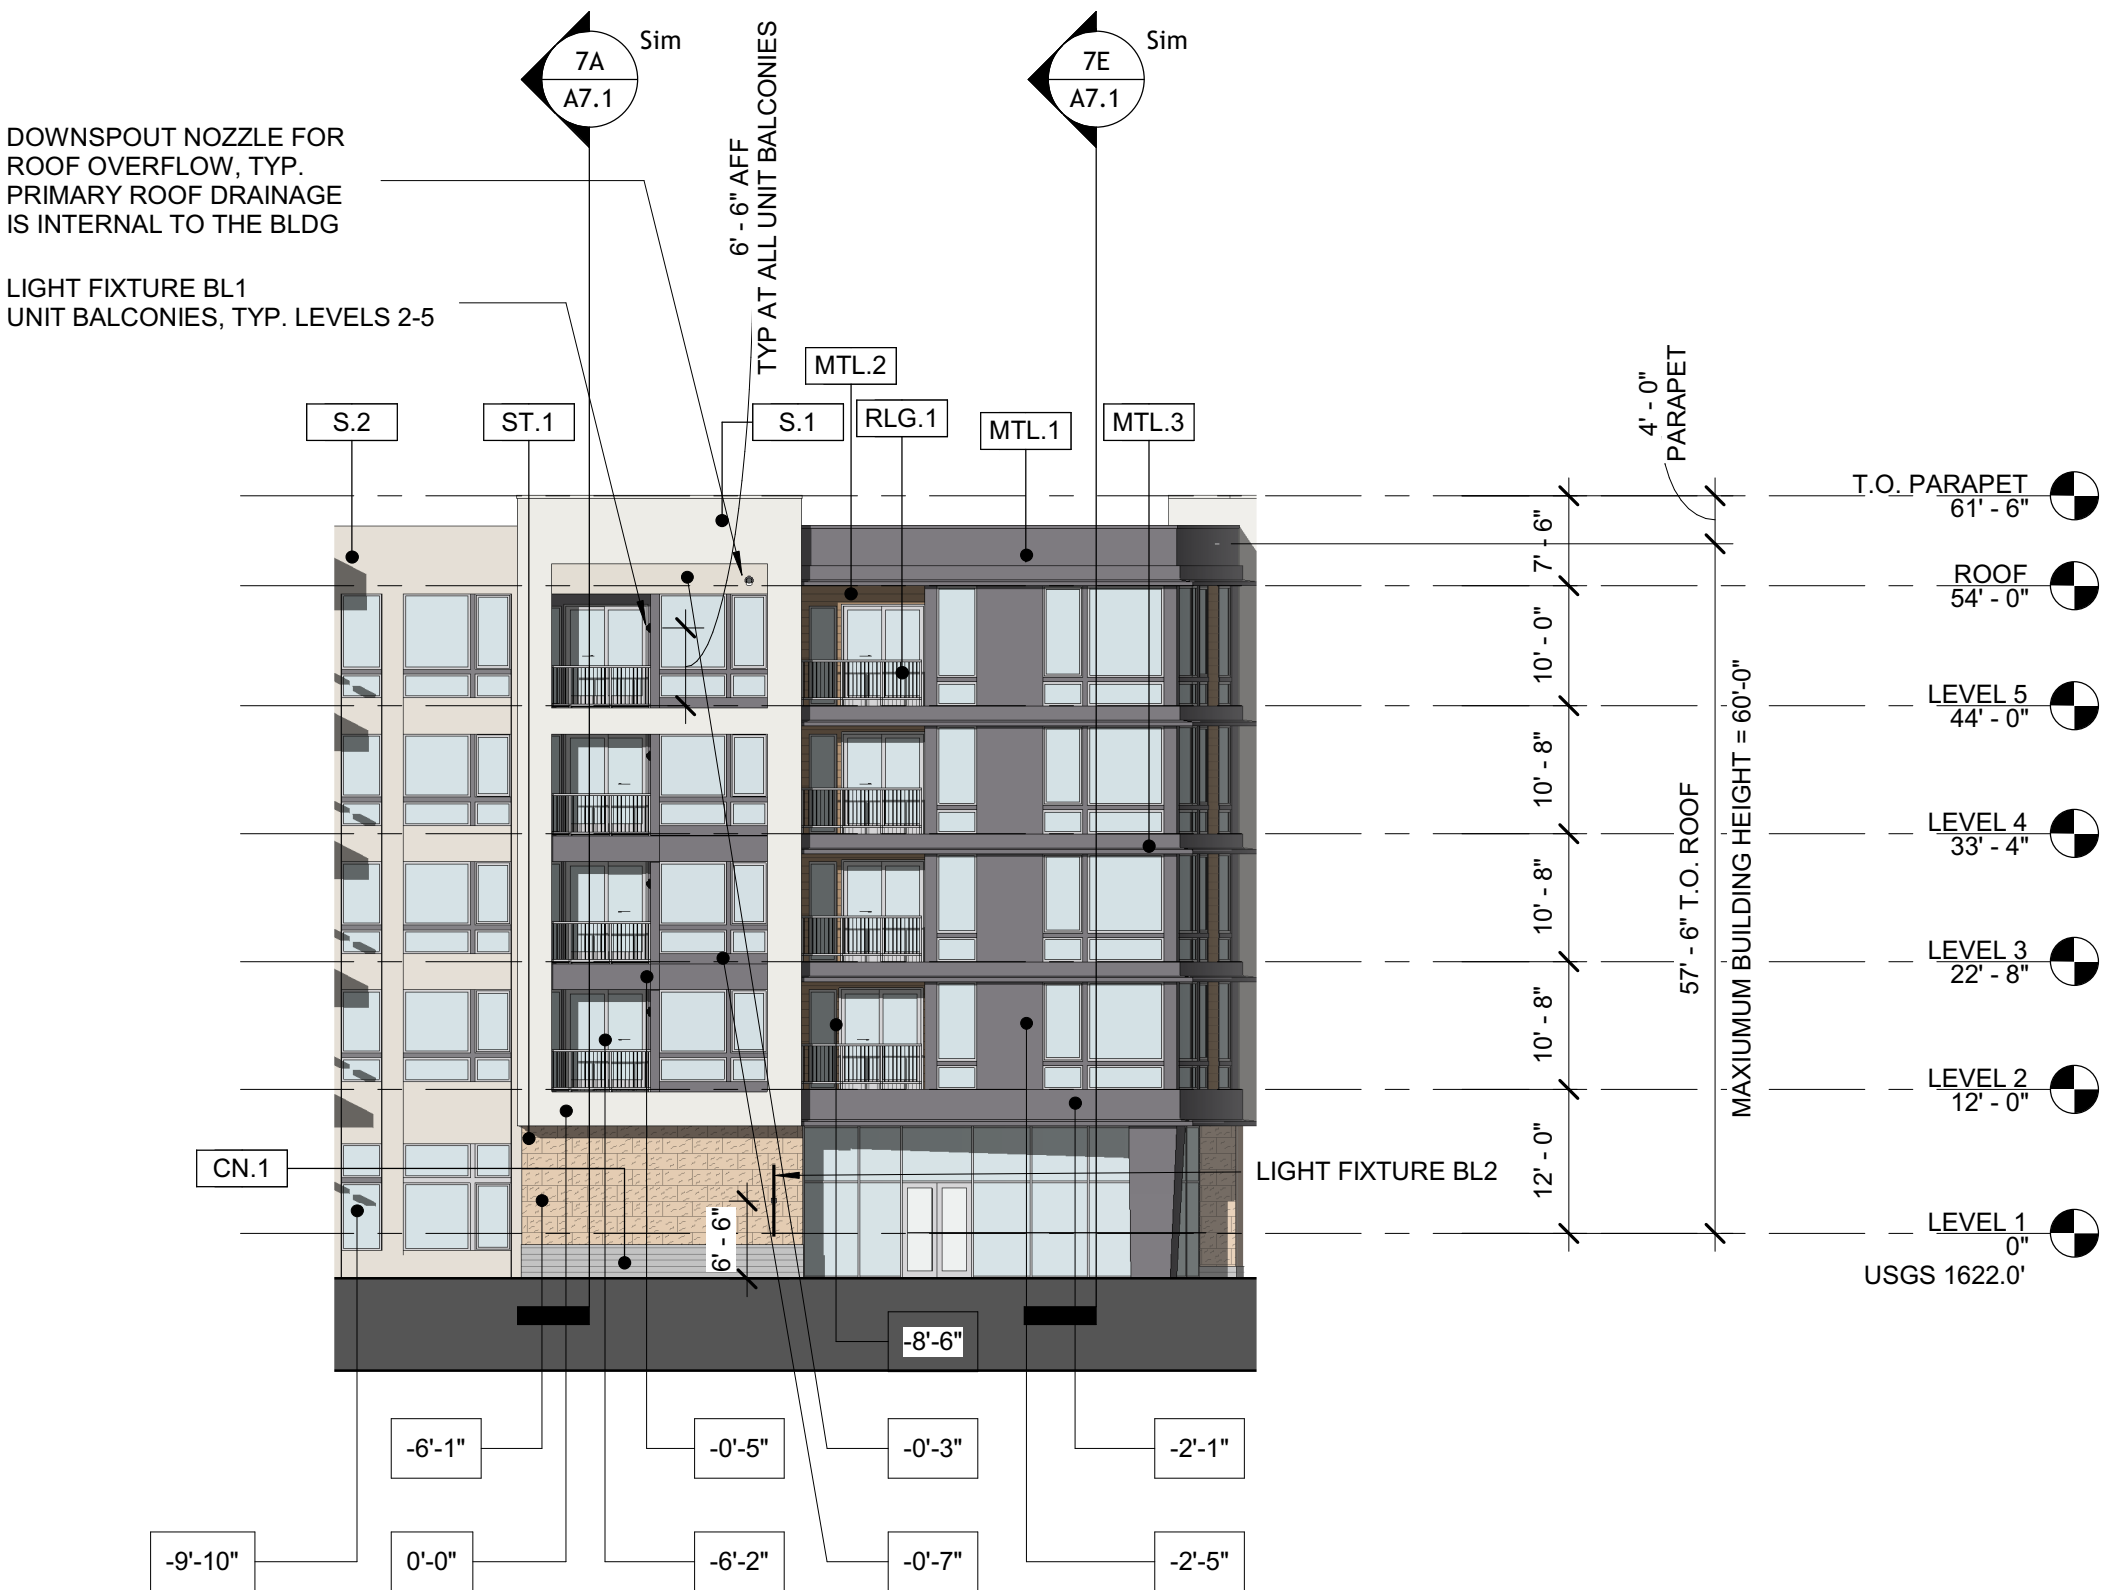 7A
A7.1
Sim
7E
A7.1
Sim
DOWNSPOUT NOZZLE FOR
ROOF OVERFLOW, TYP.
PRIMARY ROOF DRAINAGE
IS INTERNAL TO THE BLDG
LIGHT FIXTURE BL1
UNIT BALCONIES, TYP. LEVELS 2-5
6' - 6" AFF
TYP AT ALL UNIT BALCONIES
S.2
ST.1
S.1
MTL.2
RLG.1
MTL.1
MTL.3
4' - 0"
PARAPET
T.O. PARAPET
61' - 6"
7' - 6"
ROOF
54' - 0"
10' - 0"
LEVEL 5
44' - 0"
10' - 8"
LEVEL 4
33' - 4"
10' - 8"
LEVEL 3
22' - 8"
10' - 8"
LEVEL 2
12' - 0"
12' - 0"
LEVEL 1
0"
USGS 1622.0'
57' - 6" T.O. ROOF
MAXIUMUM BUILDING HEIGHT = 60'-0"
CN.1
LIGHT FIXTURE BL2
6' - 6"
-8'-6"
-6'-1"
-0'-5"
-0'-3"
-2'-1"
-9'-10"
0'-0"
-6'-2"
-0'-7"
-2'-5"